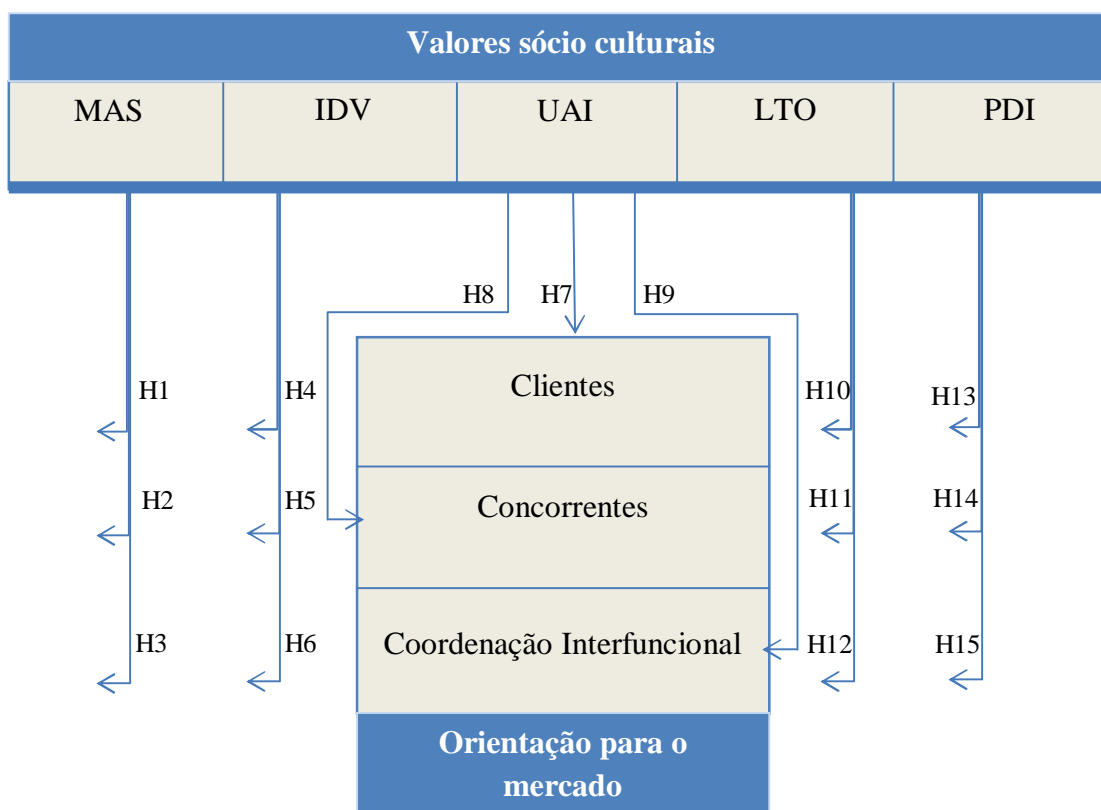 Valores sócio culturais
MAS
IDV
UAI
LTO
PDI
H8
H7
H9
H1
H4
Clientes
H10
H13
H2
H5
Concorrentes
H11
H14
H3
H6
Coordenação Interfuncional
H12
H15
Orientação para o
mercado